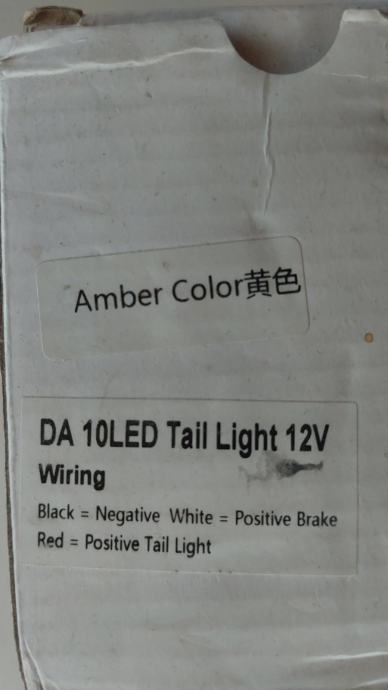 Amber Color黄色
DA 10LED Tail Light 12V
Wiring
Black = Negative White = Positive Brake
Red = Positive Tail Light